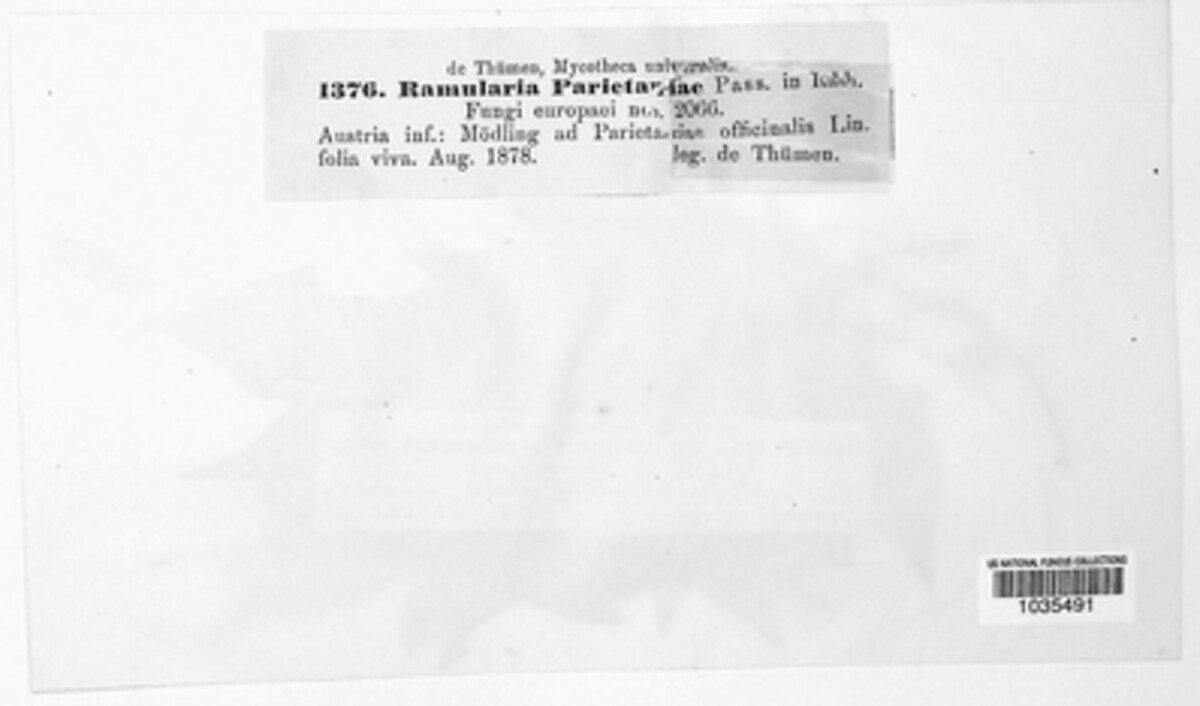 de Thümen, Mycotheca universalis.
1376. Ramularia Parietariae Pass. in
Fungi europaei no. 2066.
Austria inf.: Mödling ad Parietariae officinalis Lin.
folia viva. Aug. 1878. leg. de Thümen.
US NATIONAL FUNGUS COLLECTIONS
1035491